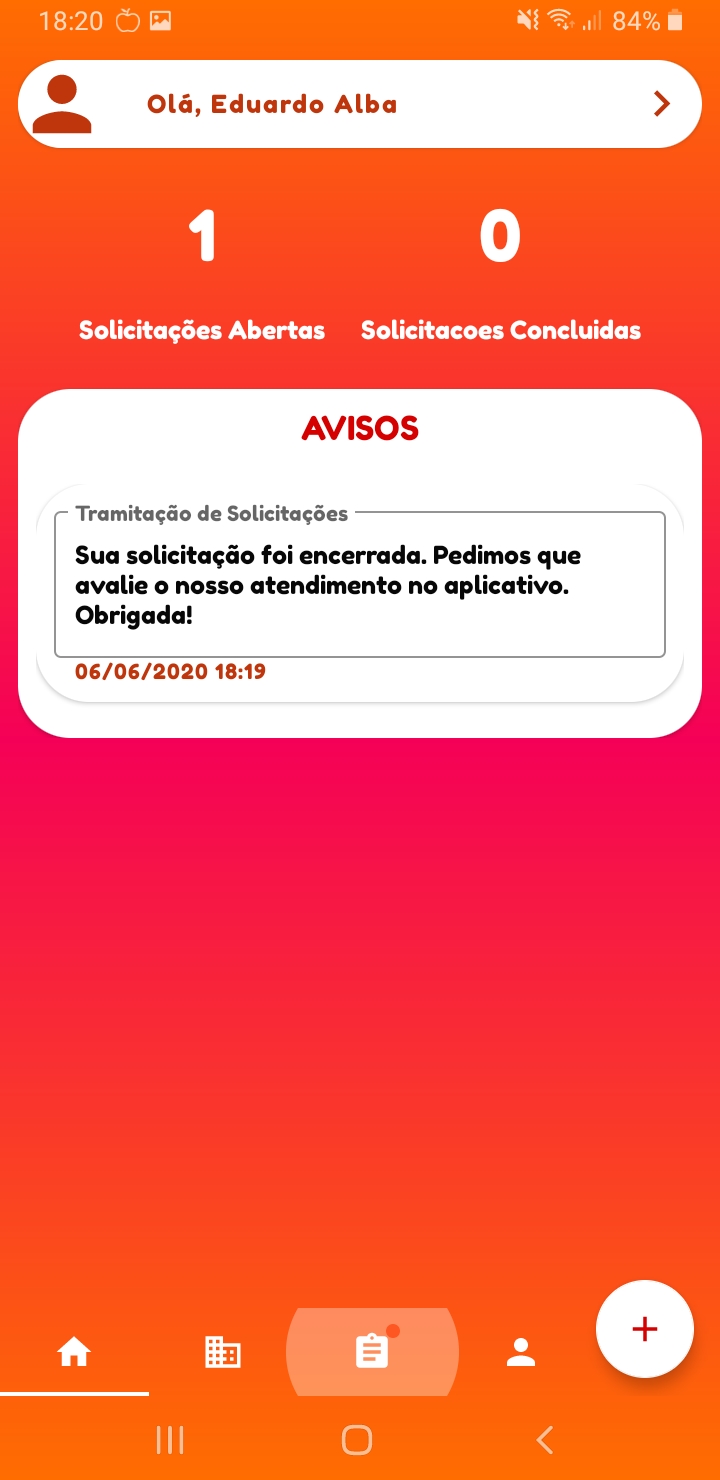 18:20
84%
Olá, Eduardo Alba
1
0
Solicitações Abertas
Solicitacoes Concluidas
AVISOS
Tramitação de Solicitações
Sua solicitação foi encerrada. Pedimos que
avalie o nosso atendimento no aplicativo.
Obrigada!
06/06/2020 18:19